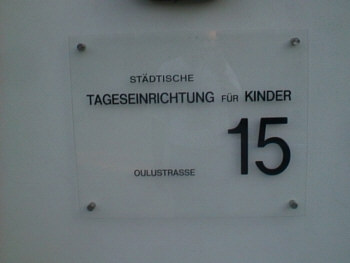 STÄDTISCHE
TAGESEINRICHTUNG FÜR KINDER
15
OULUSTRASSE